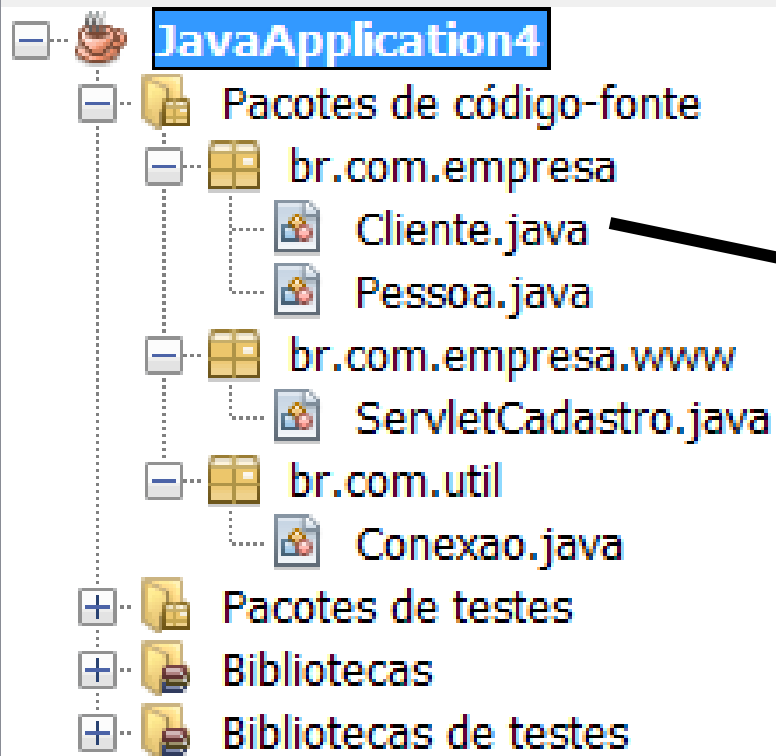 JavaApplication4
Pacotes de código-fonte
br.com.empresa
Cliente.java
Pessoa.java
br.com.empresa.www
ServletCadastro.java
br.com.util
Conexao.java
Pacotes de testes
Bibliotecas
Bibliotecas de testes